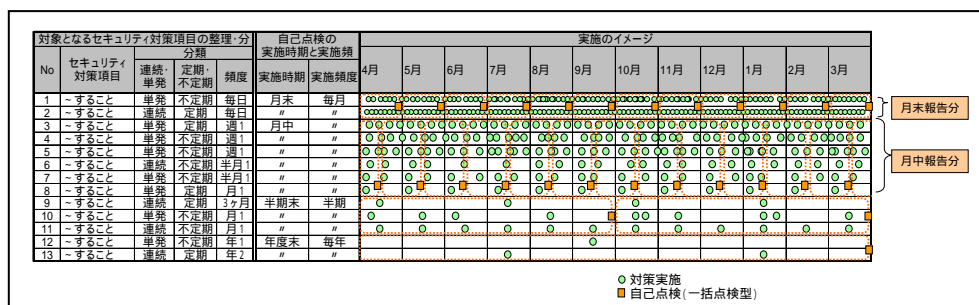 対象となるセキュリティ対策項目の整理・分 自己点検の 実施時期と実施頻 実施のイメージ
No セキュリティ 対策項目 分類 連続・ 単発 定期・ 不定期 頻度 実施時期 実施頻度 4月 5月 6月 7月 8月 9月 10月 11月 12月 1月 2月 3月
1 ~すること 単発 不定期 毎日 月末 毎月
2 ~すること 連続 定期 毎日 〃 〃
3 ~すること 単発 定期 週1 月中 〃
4 ~すること 単発 不定期 週1 〃 〃
5 ~すること 単発 不定期 週1 〃 〃
6 ~すること 連続 不定期 半月1 〃 〃
7 ~すること 単発 不定期 半月1 〃 〃
8 ~すること 単発 定期 月1 〃 〃
9 ~すること 連続 定期 3ヶ月 半期末 半期
10 ~すること 単発 不定期 月1 〃 〃
11 ~すること 連続 不定期 月1 〃 〃
12 ~すること 単発 不定期 年1 年度末 毎年
13 ~すること 連続 定期 年2 〃 〃
月末報告分
月中報告分
対策実施
自己点検(一括点検型)